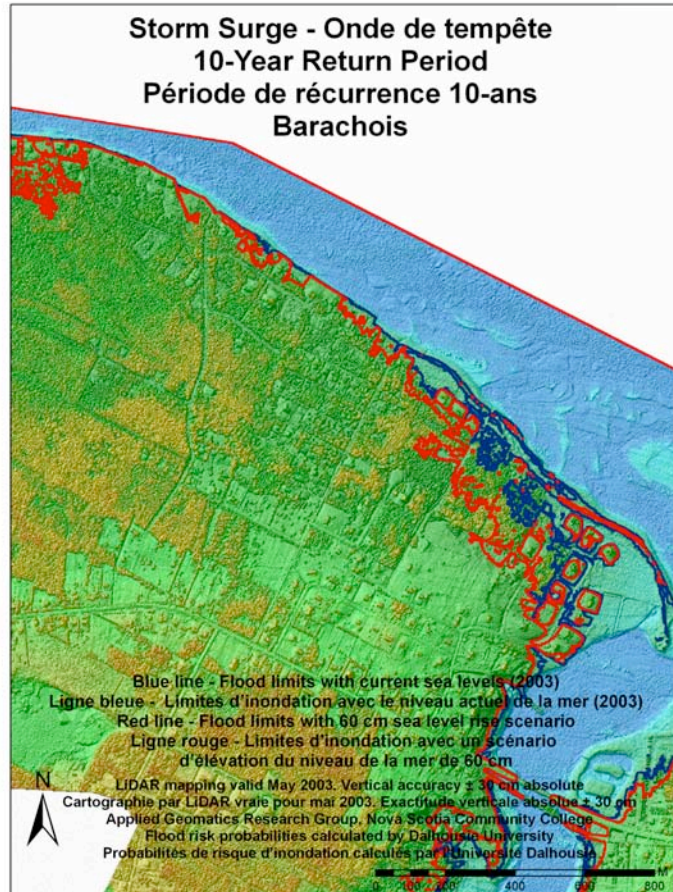 Storm Surge - Onde de tempête
10-Year Return Period
Période de récurrence 10-ans
Barachois
Blue line - Flood limits with current sea levels (2003)
Ligne bleue - Limites d'inondation avec le niveau actuel de la mer (2003)
Red line - Flood limits with 60 cm sea level rise scenario
Ligne rouge - Limites d'inondation avec un scénario
d'élévation du niveau de la mer de 60 cm
N
LiDAR mapping valid May 2003. Vertical accuracy ± 30 cm absolute
Cartographie par LiDAR vraie pour mai 2003. Exactitude verticale absolue ± 30 cm
Applied Geomatics Research Group, Nova Scotia Community College
Flood risk probabilities calculated by Dalhousie University
Probabilités de risque d'inondation calculés par l'Université Dalhousie
M
0 100 200 400 600 800